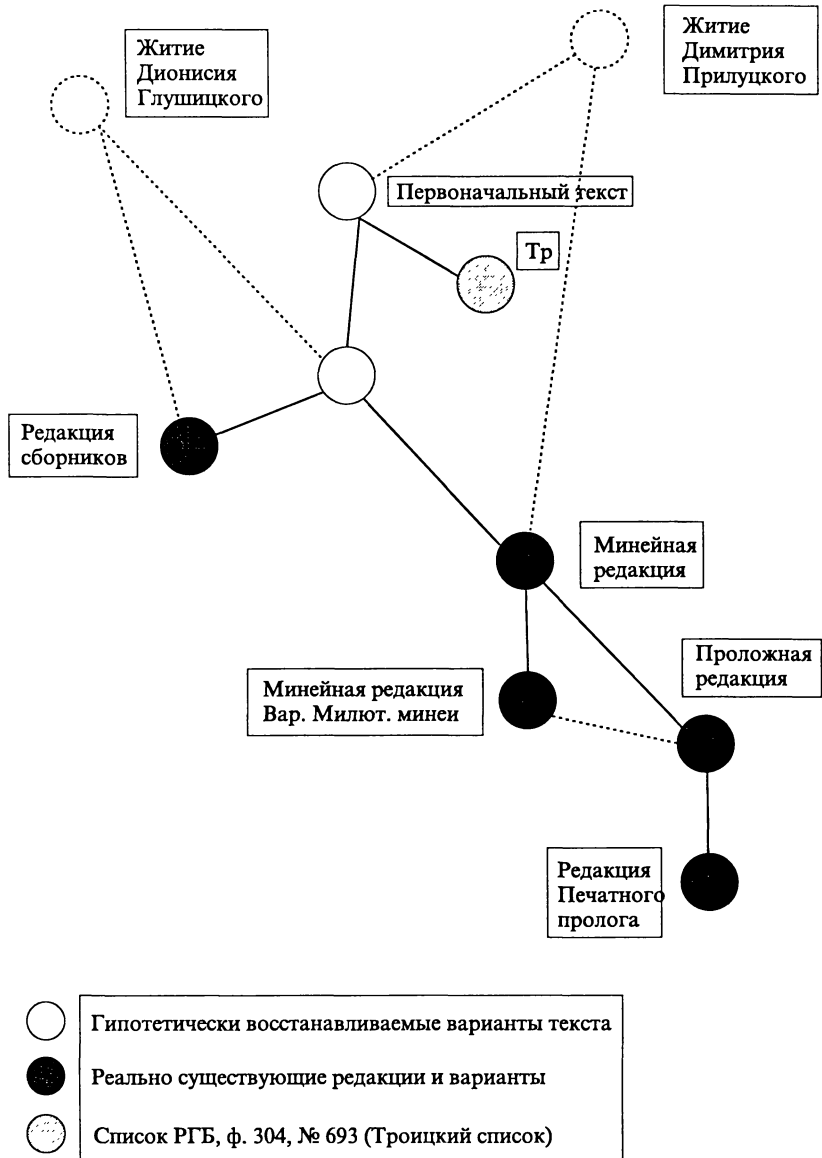 Житие
Дионисия
Глушицкого
Житие
Димитрия
Прилуцкого
Первоначальный текст
Тр
Редакция
сборников
Минейная
редакция
Проложная
редакция
Минейная редакция
Вар. Милют. минеи
Редакция
Печатного
пролога
Гипотетически восстанавливаемые варианты текста
Реально существующие редакции и варианты
Список РГБ, ф. 304, № 693 (Троицкий список)